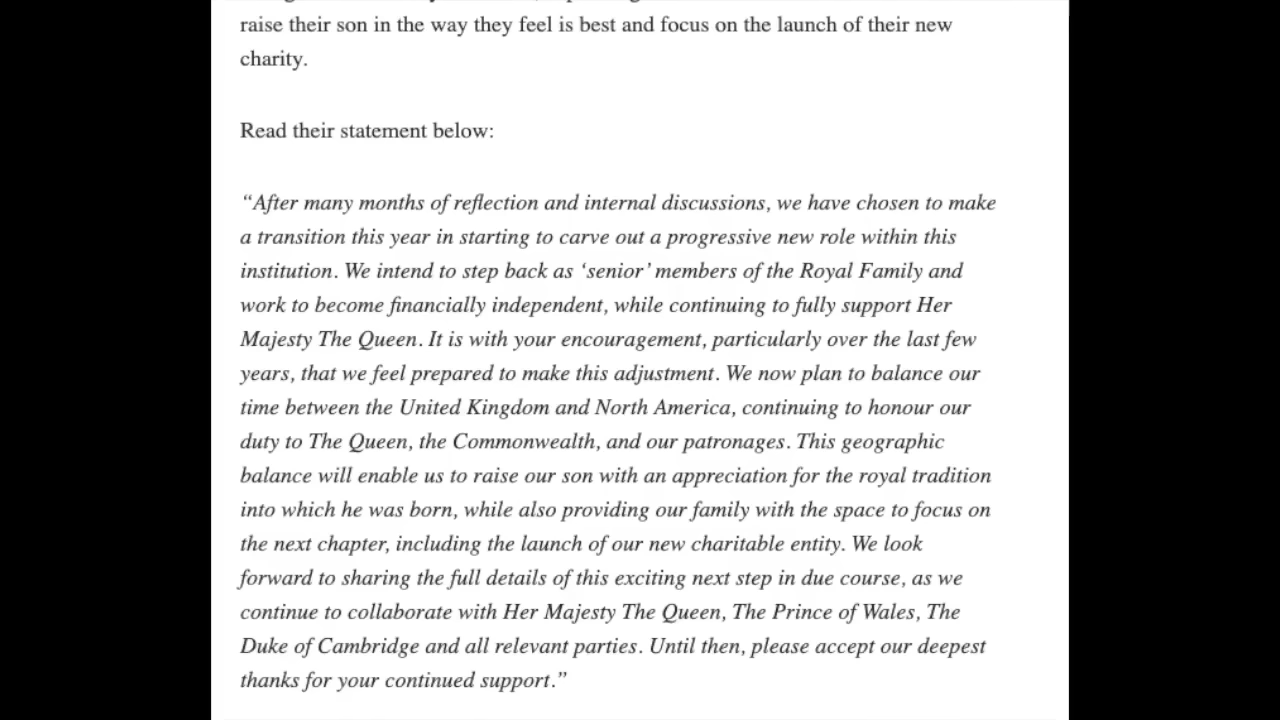 raise their son in the way they feel is best and focus on the launch of their new
charity.
Read their statement below:
“After many months of reflection and internal discussions, we have chosen to make
a transition this year in starting to carve out a progressive new role within this
institution. We intend to step back as ‘senior’ members of the Royal Family and
work to become financially independent, while continuing to fully support Her
Majesty The Queen. It is with your encouragement, particularly over the last few
years, that we feel prepared to make this adjustment. We now plan to balance our
time between the United Kingdom and North America, continuing to honour our
duty to The Queen, the Commonwealth, and our patronages. This geographic
balance will enable us to raise our son with an appreciation for the royal tradition
into which he was born, while also providing our family with the space to focus on
the next chapter, including the launch of our new charitable entity. We look
forward to sharing the full details of this exciting next step in due course, as we
continue to collaborate with Her Majesty The Queen, The Prince of Wales, The
Duke of Cambridge and all relevant parties. Until then, please accept our deepest
thanks for your continued support.”